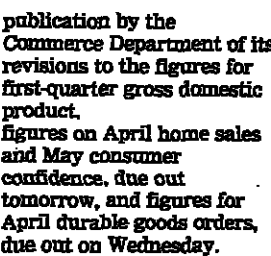 publication by the
Commerce Department of its
revisions to the figures for
first-quarter gross domestic
product,
figures on April home sales
and May consumer
confidence, due out
tomorrow, and figures for
April durable goods orders,
due out on Wednesday.